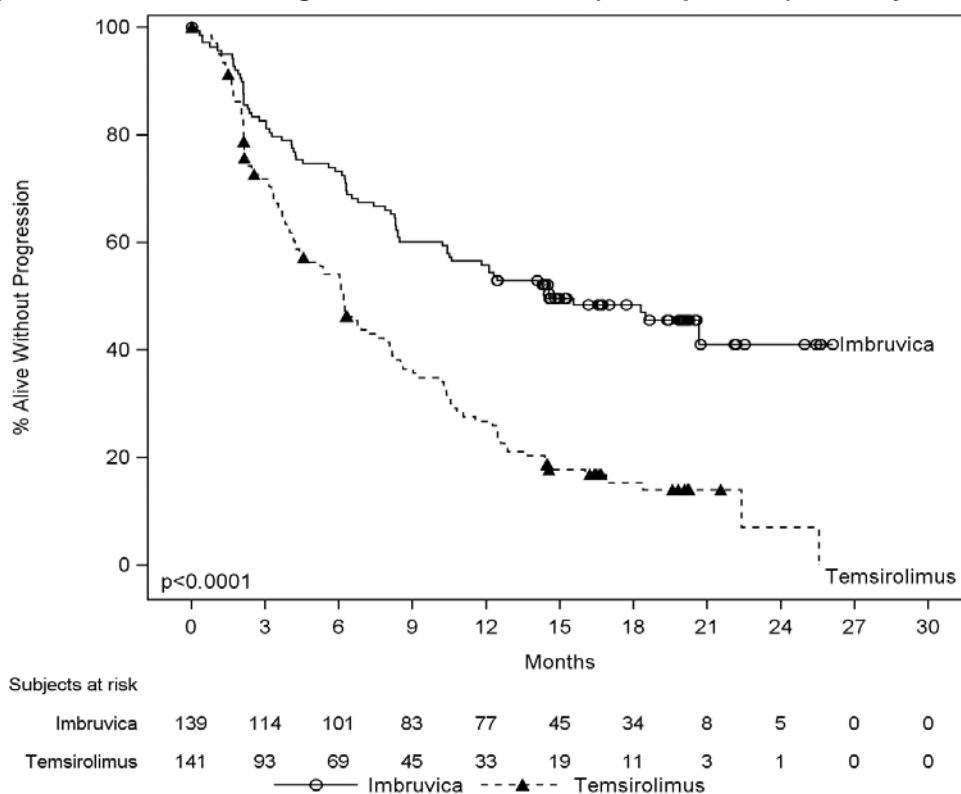 100
80
60
40
20
0
% Alive Without Progression
Imbruvica
Temsirolimus
p<0.0001
0 3 6 9 12 15 18 21 24 27 30
Months
Subjects at risk
Imbruvica 139 114 101 83 77 45 34 8 5 0 0
Temsirolimus 141 93 69 45 33 19 11 3 1 0 0
Imbruvica Temsirolimus